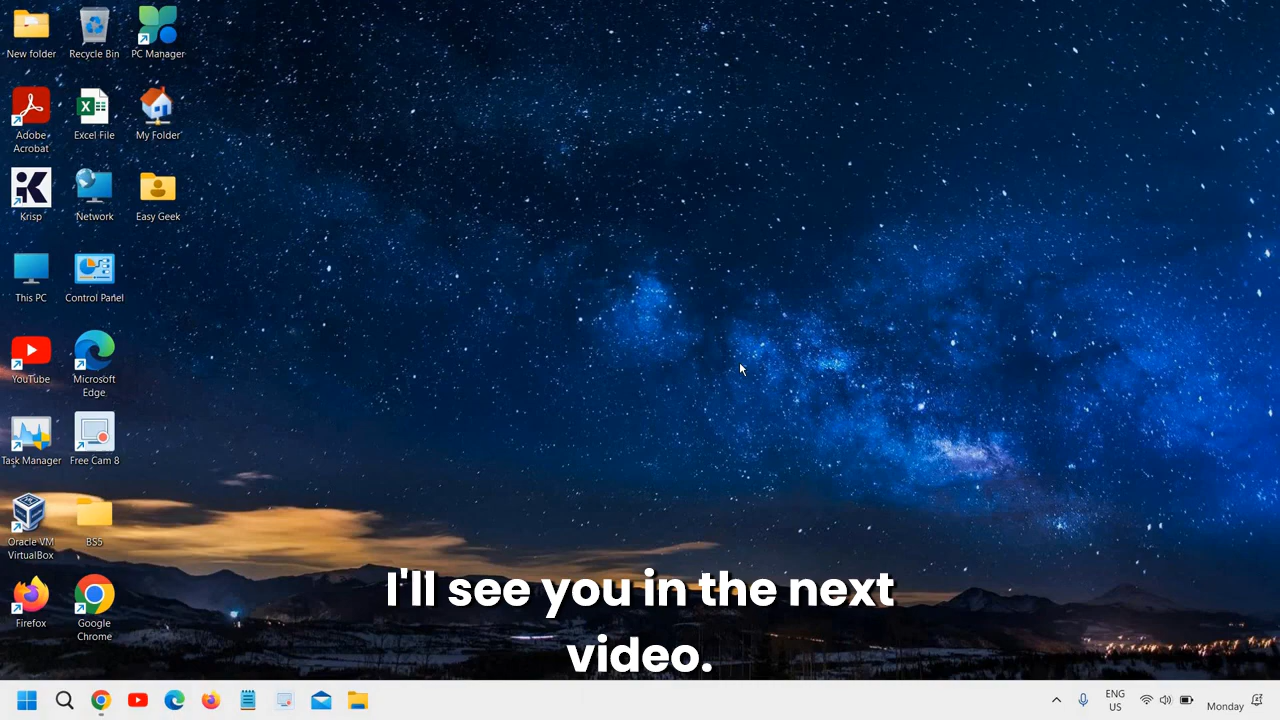 New folder
Recycle Bin
PC Manager
Adobe
Acrobat
Excel File
My Folder
Krisp
Network
Easy Geek
This PC
Control Panel
YouTube
Microsoft
Edge
Task Manager
Free Cam 8
Oracle VM
VirtualBox
BS5
Firefox
Google
Chrome
I'll see you in the next
video.
ENG
US
Monday